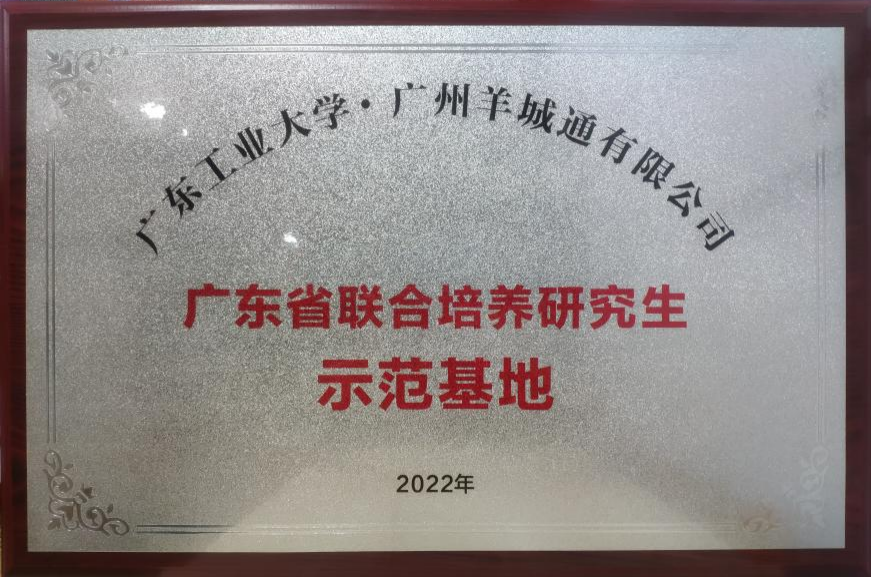 广东工业大学·广州羊城通有限公司
广东省联合培养研究生
示范基地
2022年